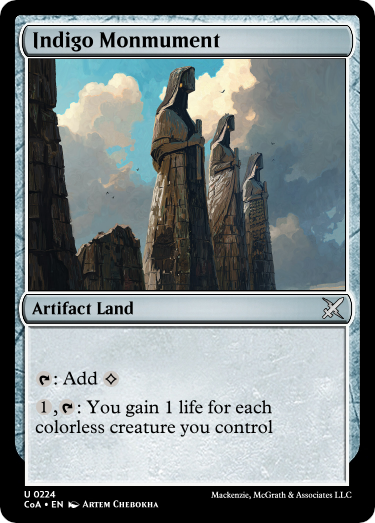 Indigo Monmument
Artifact Land
: Add
1,: You gain 1 life for each
colorless creature you control
U 0224
CoA • EN Artem Chebokha
Mackenzie, McGrath & Associates LLC